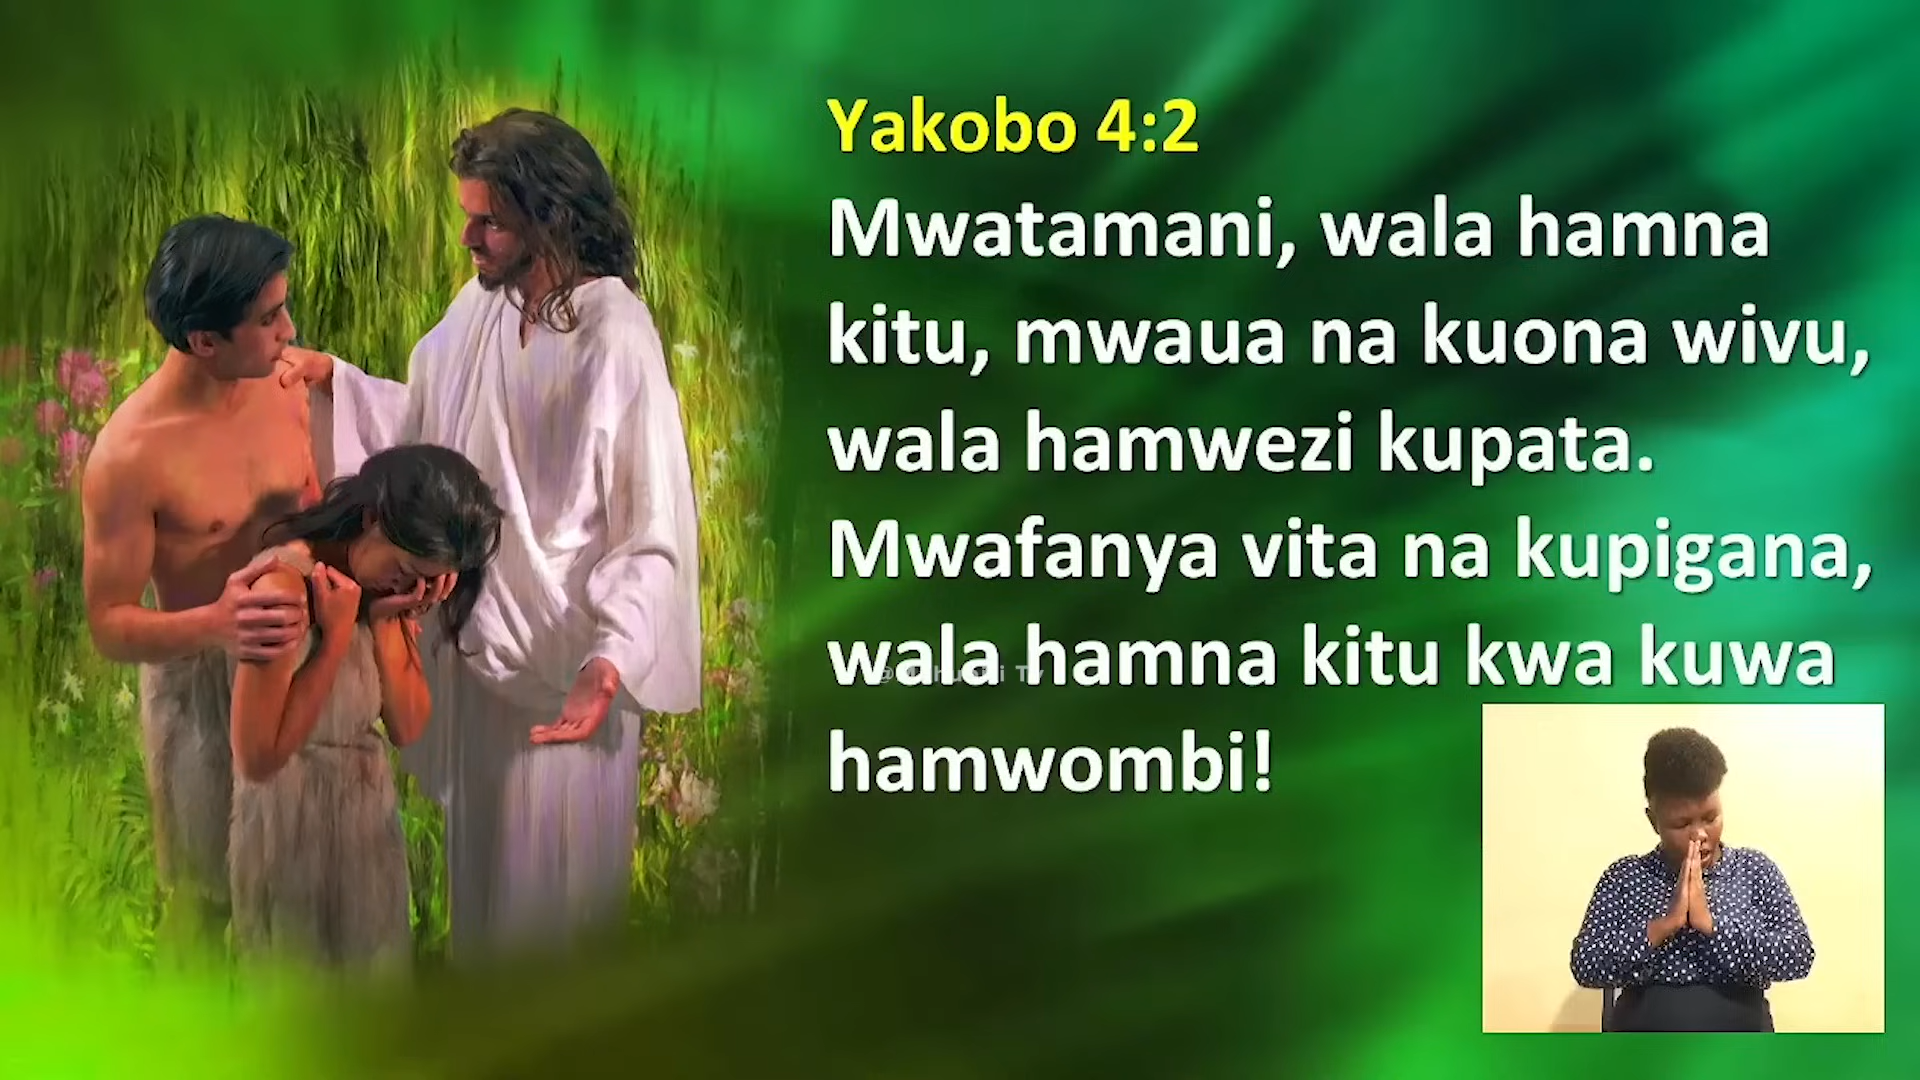 Yakobo 4:2
Mwatamani, wala hamna
kitu, mwaua na kuona wivu,
wala hamwezi kupata.
Mwafanya vita na kupigana,
wala hamna kitu kwa kuwa
hamwombi!